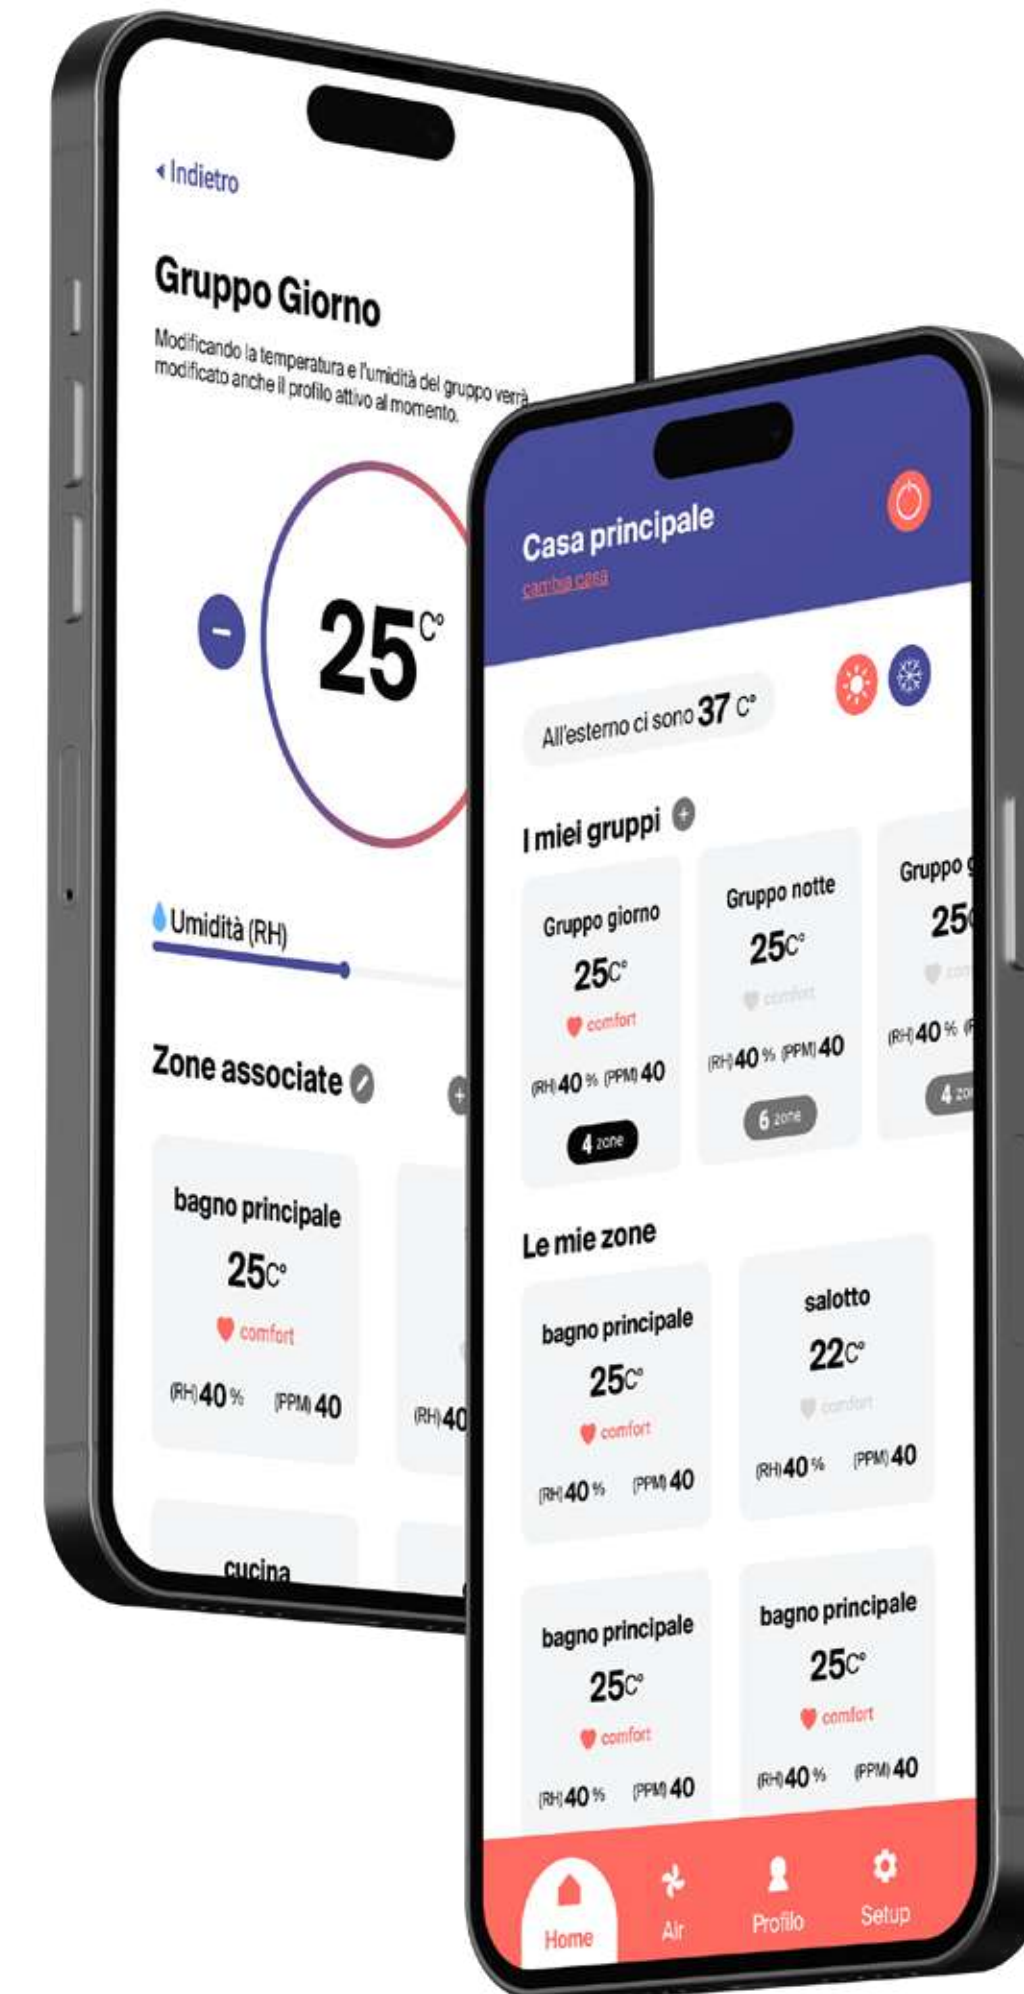 Indietro
Gruppo Giorno
Modificando la temperatura e l'umidità del gruppo verrà
modificato anche il profilo attivo al momento.
25 C°
Umidità (RH)
Zone associate
bagno principale
25C°
comfort
(RH) 40 % (PPM) 40
(RH) 40
cucina
Casa principale
cambia casa
All'esterno ci sono 37 C°
I miei gruppi
Gruppo giorno
25C°
comfort
(RH) 40 % (PPM) 40
4 zone
Gruppo notte
25C°
comfort
(RH) 40 % (PPM) 40
6 zone
Gruppo
25
(RH) 40 %
4
Le mie zone
bagno principale
25C°
comfort
(RH) 40 % (PPM) 40
salotto
22C°
comfort
(RH) 40 % (PPM) 40
bagno principale
25C°
comfort
(RH) 40 % (PPM) 40
bagno principale
25C°
comfort
(RH) 40 % (PPM) 40
Home Air Profilo Setup